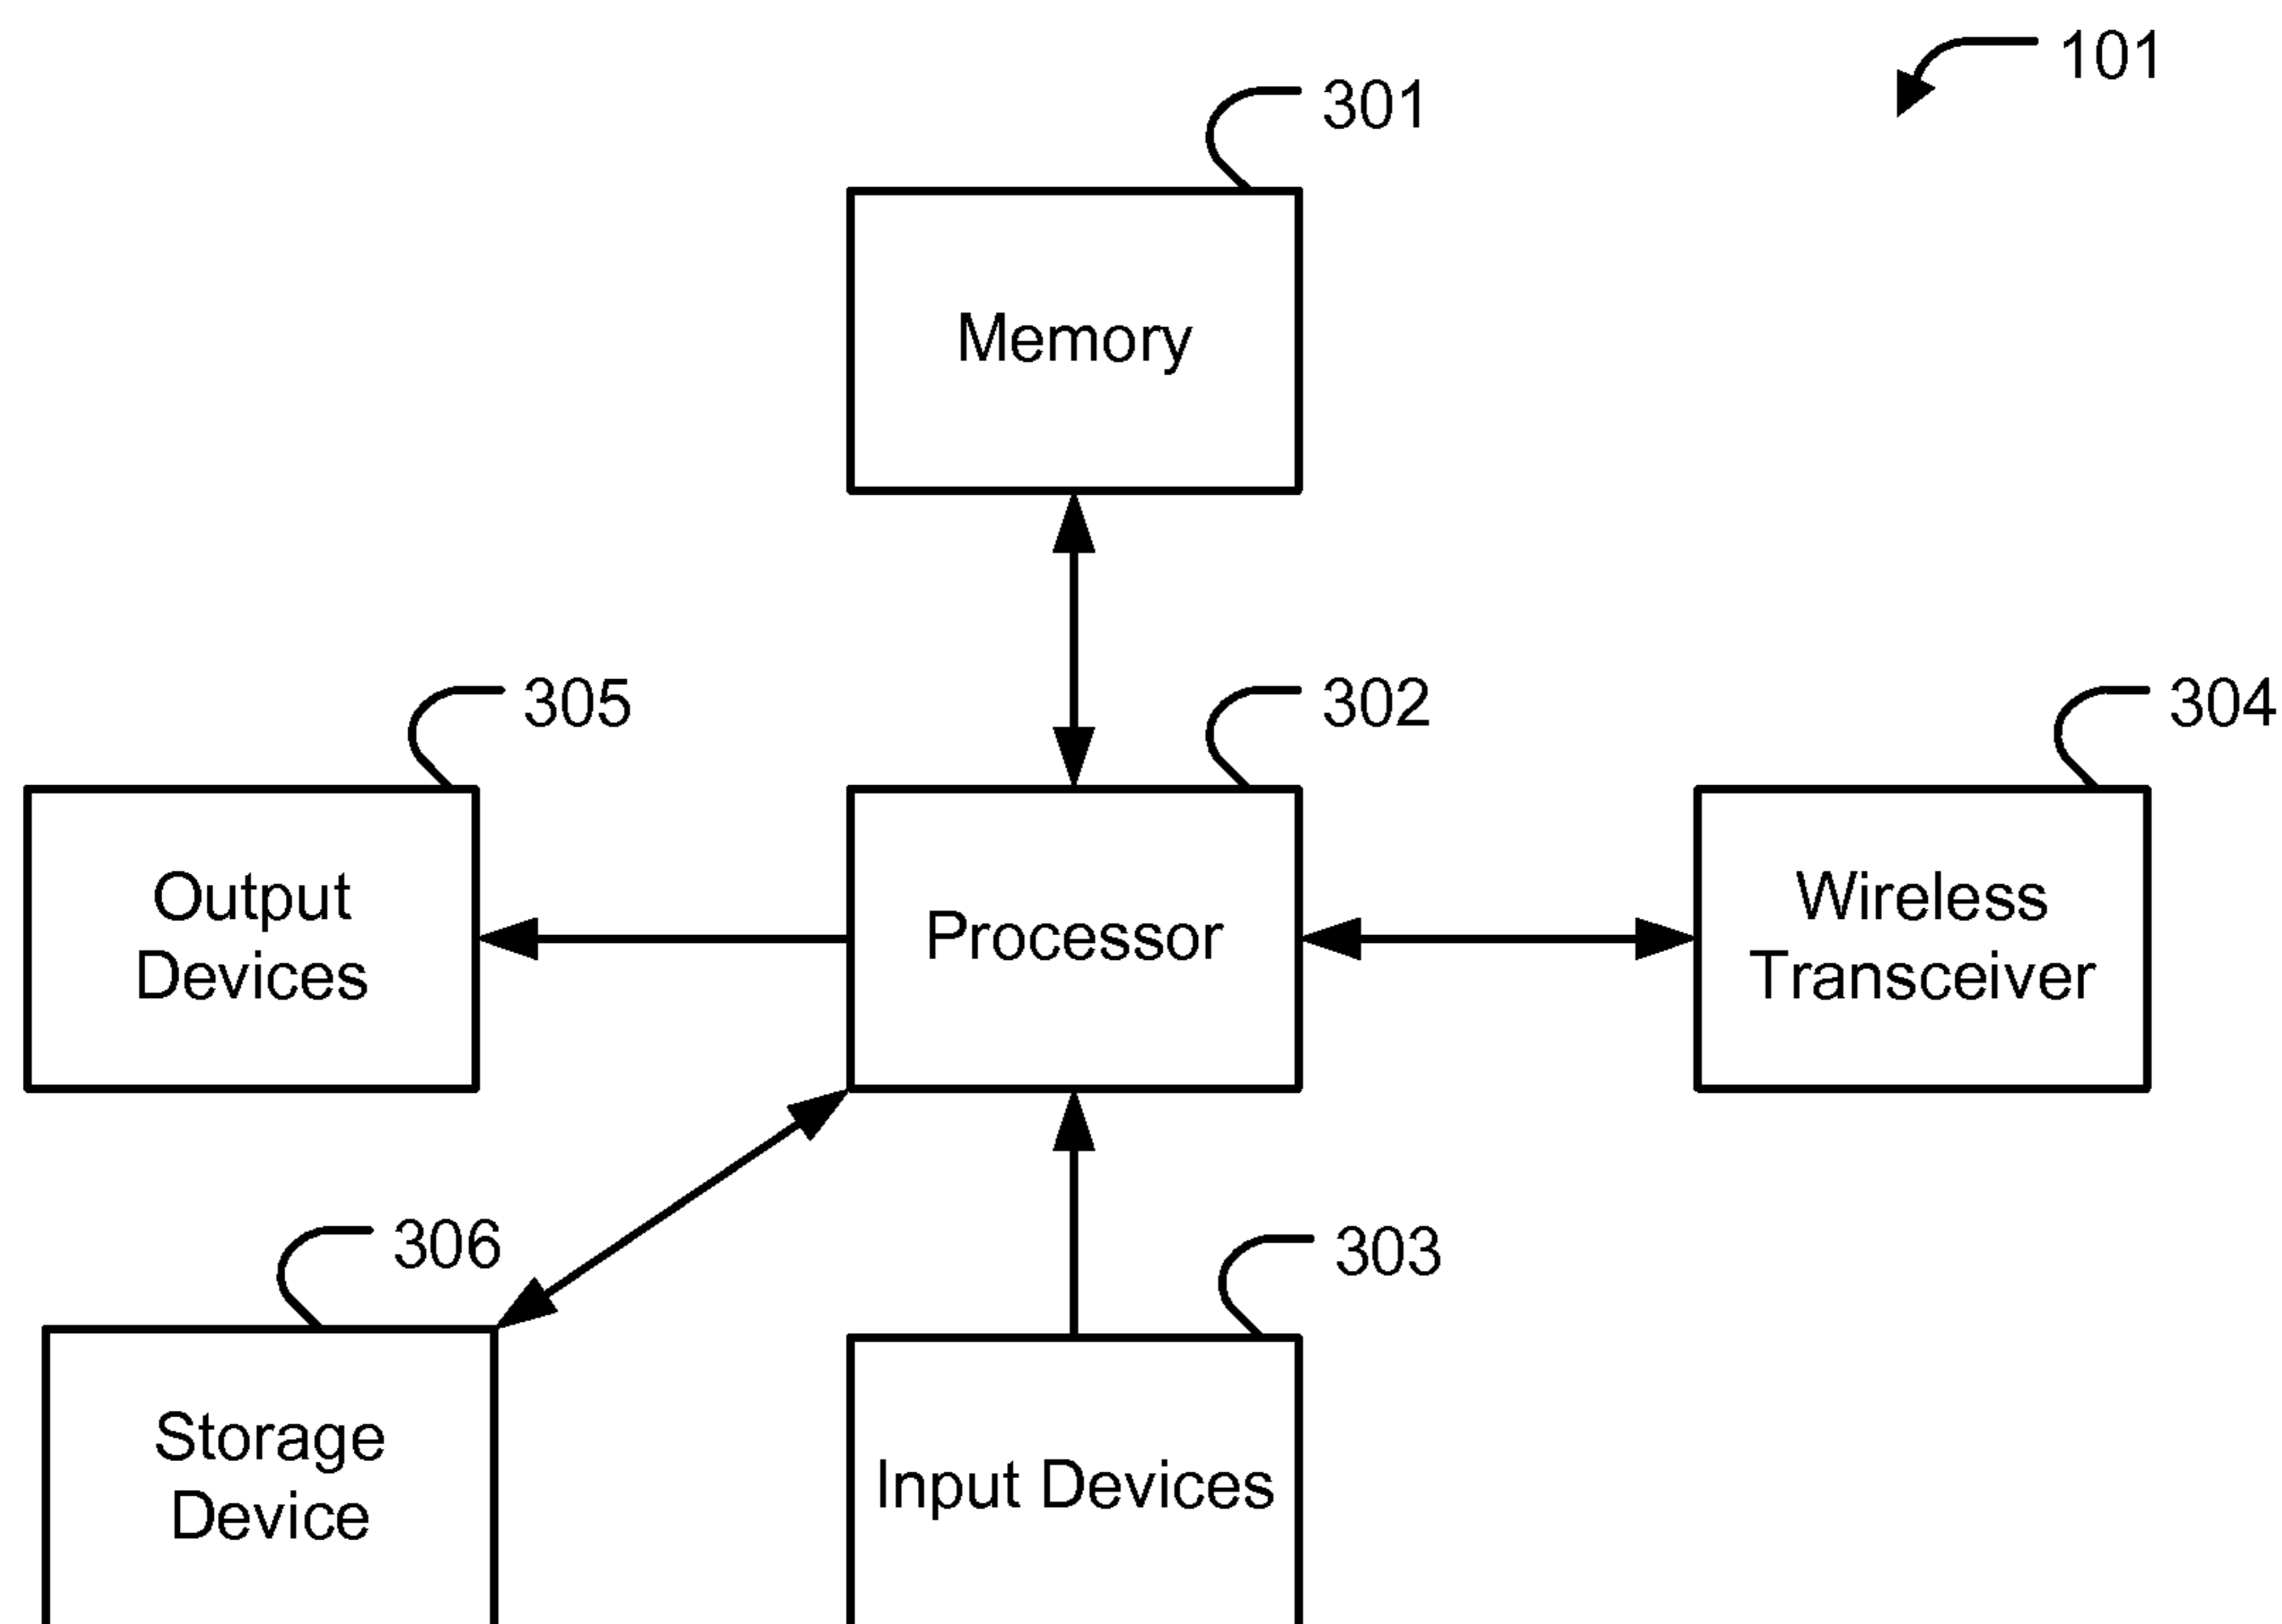 101
301
Memory
305
302
304
Output
Devices
Processor
Wireless
Transceiver
306
303
Storage
Device
Input Devices